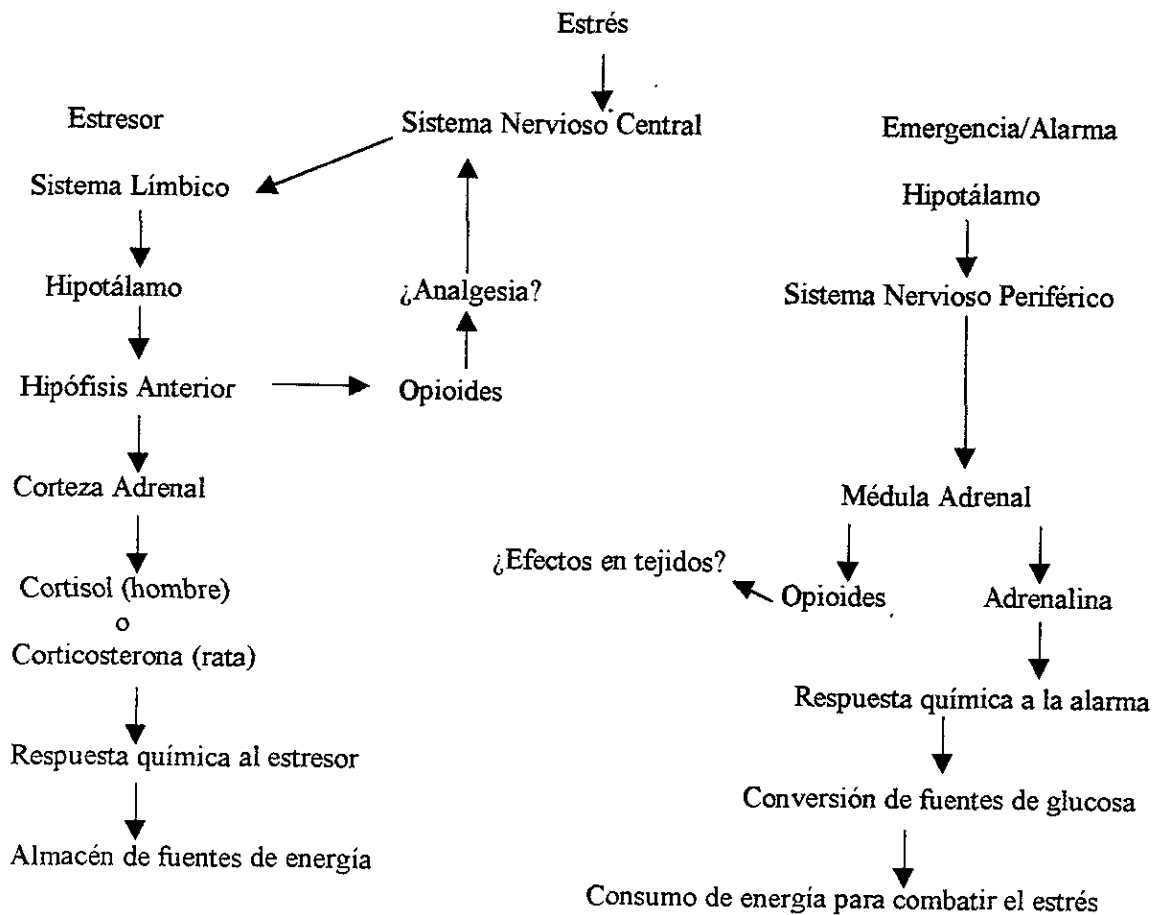 Estrés
Estresor
Sistema Nervioso Central
Emergencia/Alarma
Sistema Límbico
Hipotálamo
Hipotálamo
¿Analgesia?
Sistema Nervioso Periférico
Hipófisis Anterior
Opioides
Corteza Adrenal
Médula Adrenal
¿Efectos en tejidos?
Cortisol (hombre)
o
Corticosterona (rata)
Opioides
Adrenalina
Respuesta química a la alarma
Respuesta química al estresor
Conversión de fuentes de glucosa
Almacén de fuentes de energía
Consumo de energía para combatir el estrés